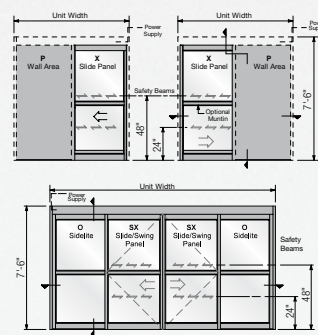 Unit Width
Unit Width
Power
Supply
Power
Supply
P
Wall Area
X
Slide Panel
X
Slide Panel
P
Wall Area
Safety Beams
Optional
Muntin
48"
24"
7'-6"
Unit Width
Power
Supply
O
Sidelite
SX
Slide/Swing
Panel
SX
Slide/Swing
Panel
O
Sidelite
Safety
Beams
7'-6"
24"
48"